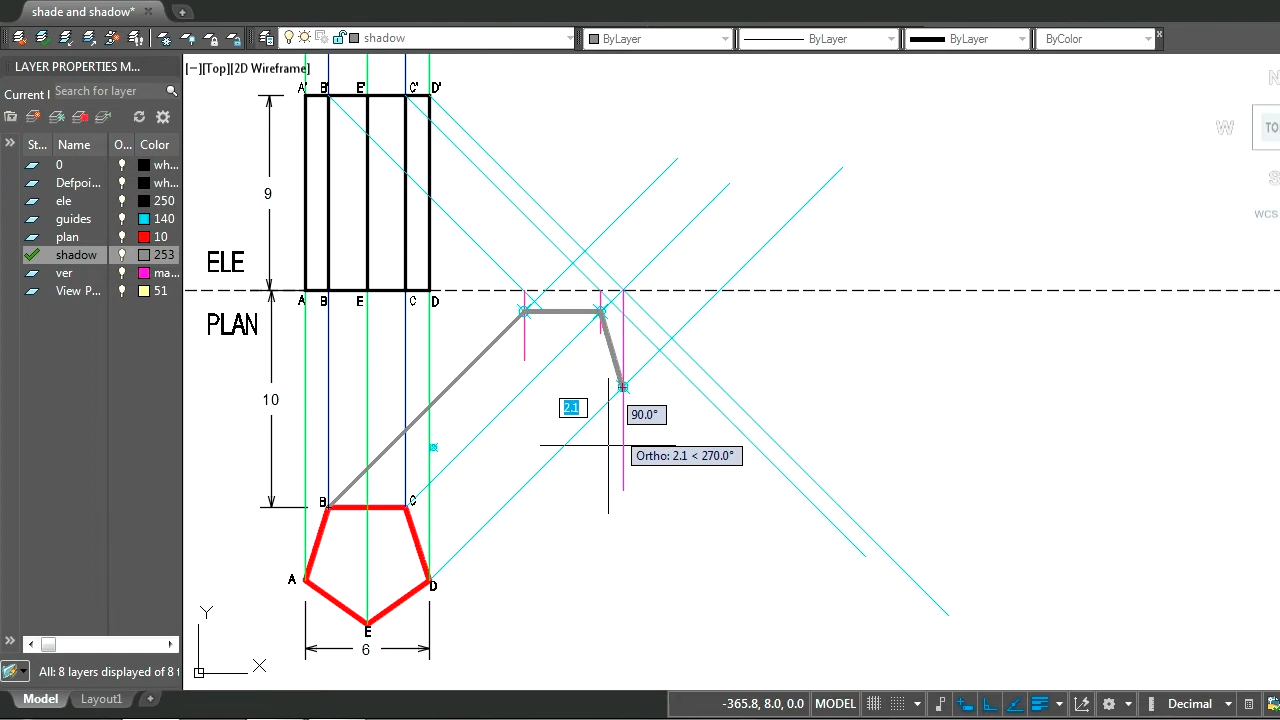 shade and shadow*
shadow
ByLayer
ByLayer
ByLayer
ByColor
LAYER PROPERTIES M...
[−][Top][2D Wireframe]
Current l
Search for layer
St... Name O... Color
0 wh...
Defpoi... wh...
ele 250
guides 140
plan 10
shadow 253
ver ma...
View P... 51
A' B' E' C' D'
9
ELE
A B E C D
PLAN
10
B C
A D
E
6
2.1
90.0°
Ortho: 2.1 < 270.0°
N
W TO
S
WCS
Y
X
All: 8 layers displayed of 8 t
Model Layout1
-365.8, 8.0, 0.0 MODEL Decimal